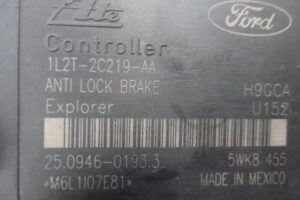 Ate
Ford
Controller
1L2T-2C219-AA
ANTI LOCK BRAKE H9GCA
Explorer U152
25.0946-0193.3 5WK8 455
*M6L1I07E81* MADE IN MEXICO